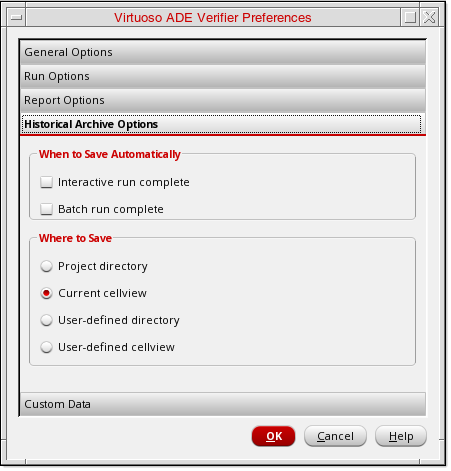 Virtuoso ADE Verifier Preferences
General Options
Run Options
Report Options
Historical Archive Options
When to Save Automatically
Interactive run complete
Batch run complete
Where to Save
Project directory
Current cellview
User-defined directory
User-defined cellview
Custom Data
OK Cancel Help